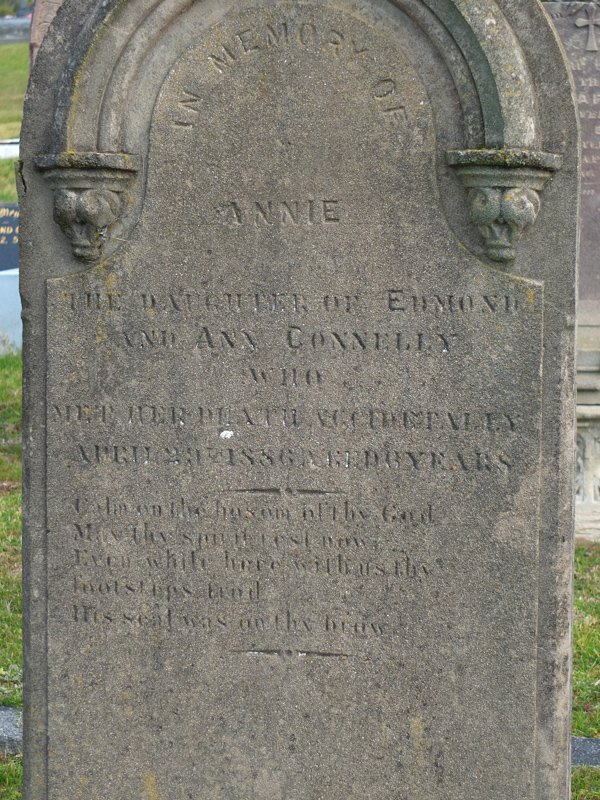 IN MEMORY OF
ANNIE
THE DAUGHTER OF EDMOND
AND ANN CONNELLY
WHO
MET HER DEATH ACCIDETALLY
APRIL 1886 AGED 6 YEARS
Calm on the bosom of thy God
May thy spirit rest now,
Even while here with us thy
footsteps trod
His seal was on thy brow